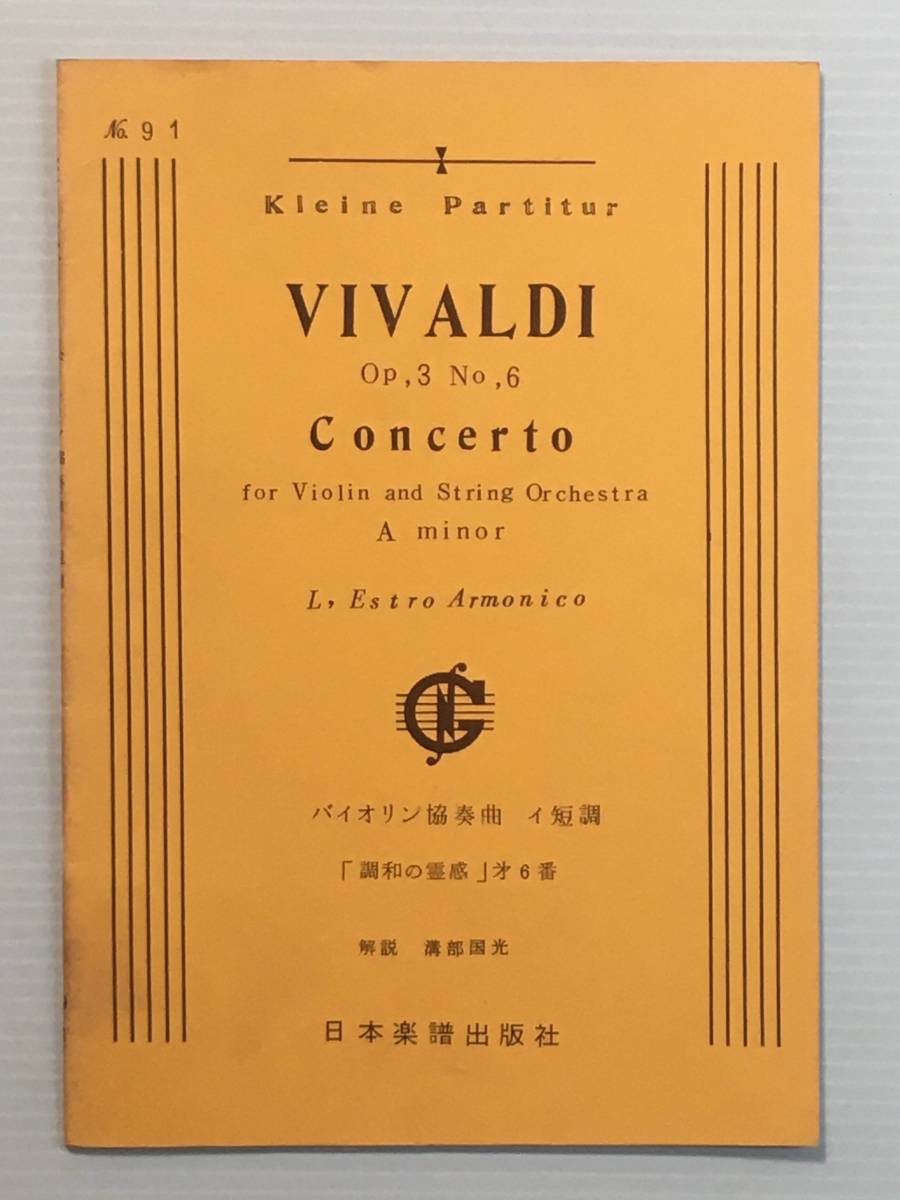 No. 91
Kleine Partitur
VIVALDI
Op,3 No,6
Concerto
for Violin and String Orchestra
A minor
L, Estro Armonico
バイオリン協奏曲 イ短調
「調和の霊感」才6番
解説 溝部国光
日本楽譜出版社